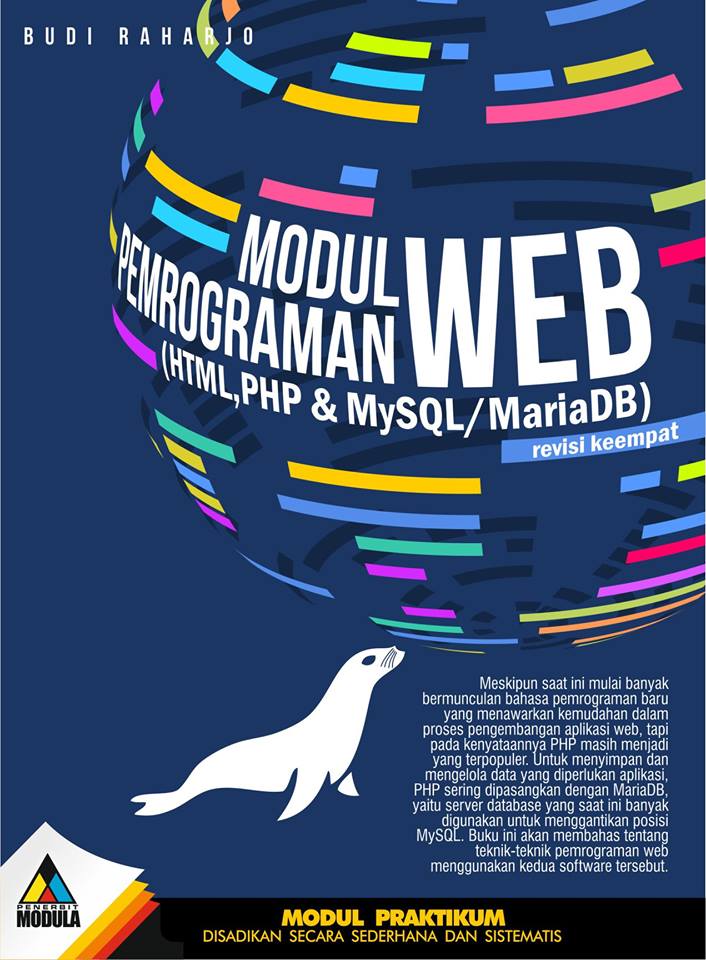 BUDI RAHARJO
MODUL
PEMROGRAMAN
WEB
(HTML,PHP & MySQL/MariaDB)
revisi keempat
Meskipun saat ini mulai banyak
bermunculan bahasa pemrograman baru
yang menawarkan kemudahan dalam
proses pengembangan aplikasi web, tapi
pada kenyataannya PHP masih menjadi
yang terpopuler. Untuk menyimpan dan
mengelola data yang diperlukan aplikasi,
PHP sering dipasangkan dengan MariaDB,
yaitu server database yang saat ini banyak
digunakan untuk menggantikan posisi
MySQL. Buku ini akan membahas tentang
teknik-teknik pemrograman web
menggunakan kedua software tersebut.
PENERBIT
MODULA
MODUL PRAKTIKUM
DISADIKAN SECARA SEDERHANA DAN SISTEMATIS